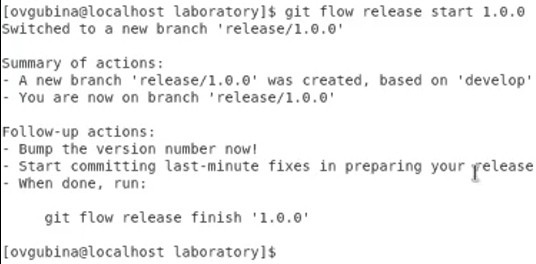 [ovgubina@localhost laboratory]$ git flow release start 1.0.0
Switched to a new branch 'release/1.0.0'
Summary of actions:
- A new branch 'release/1.0.0' was created, based on 'develop'
- You are now on branch 'release/1.0.0'
Follow-up actions:
- Bump the version number now!
- Start committing last-minute fixes in preparing your release
- When done, run:
git flow release finish '1.0.0'
[ovgubina@localhost laboratory]$